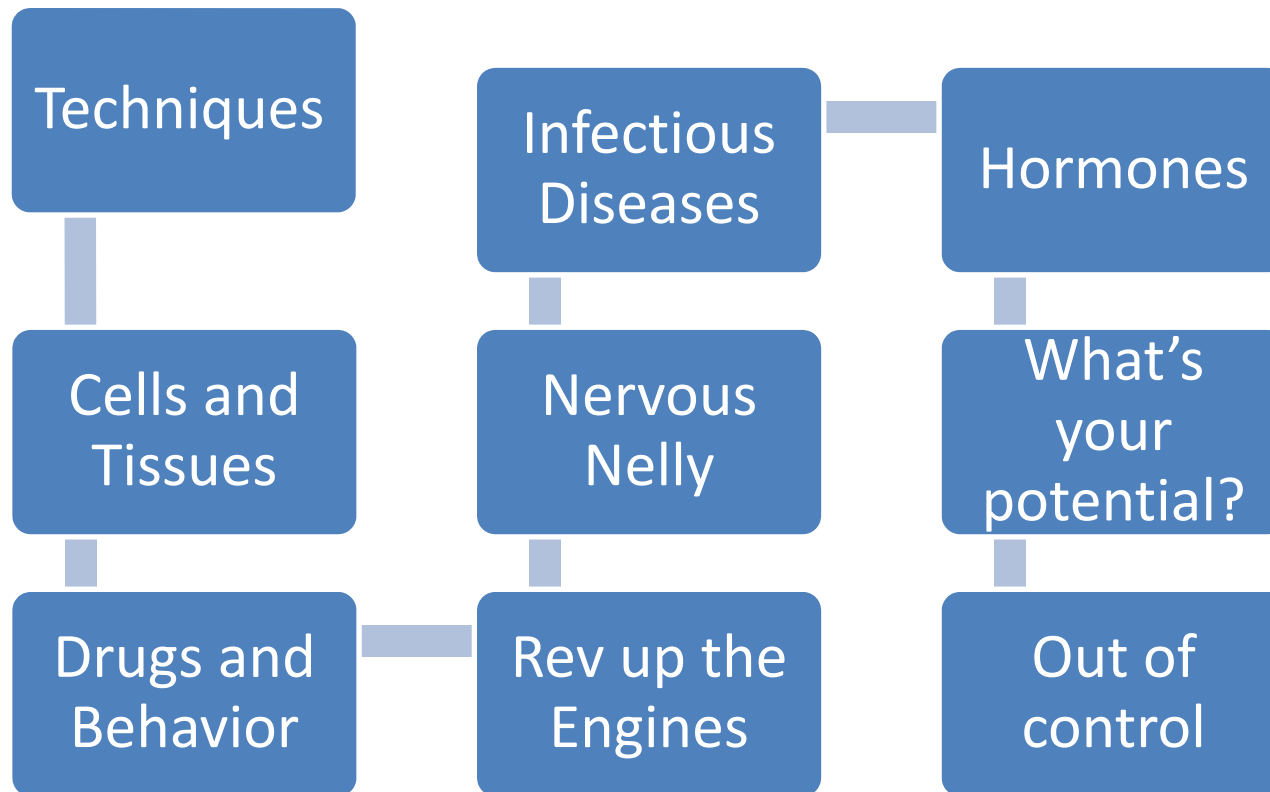 Techniques
Cells and
Tissues
Drugs and
Behavior
Rev up the
Engines
Nervous
Nelly
Infectious
Diseases
Hormones
What’s
your
potential?
Out of
control